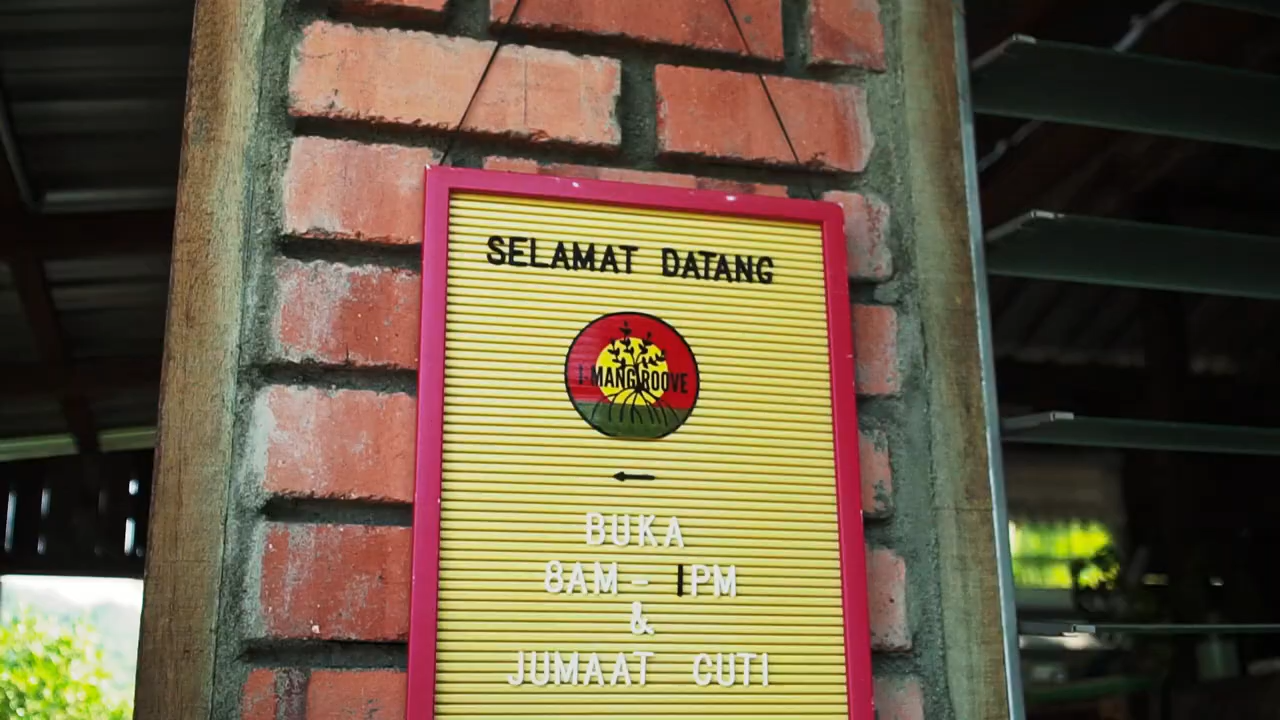 SELAMAT DATANG
I MANGROOVE
BUKA
8AM - 1PM
&
JUMAAT CUTI